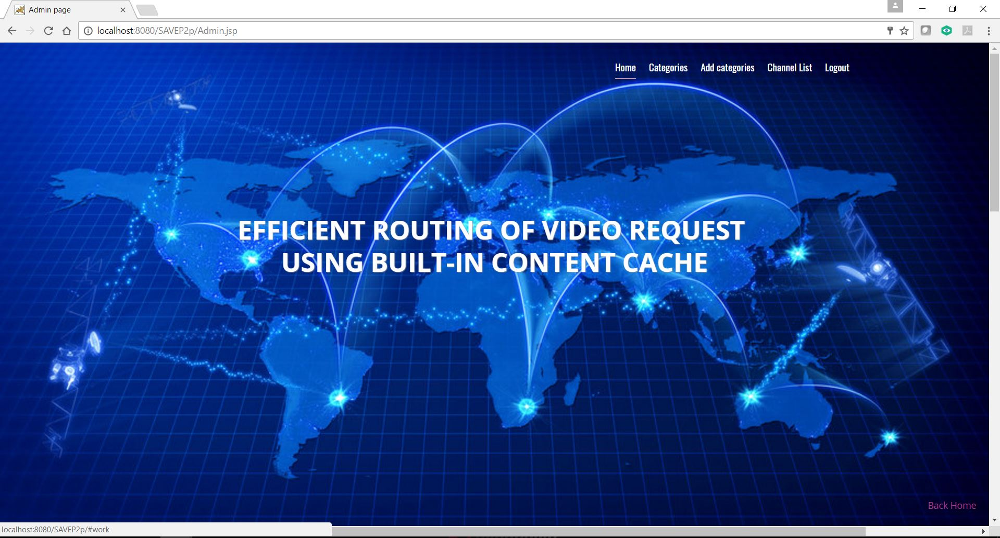 Admin page
localhost:8080/SAVEP2p/Admin.jsp
Home Categories Add categories Channel List Logout
EFFICIENT ROUTING OF VIDEO REQUEST
USING BUILT-IN CONTENT CACHE
Back Home
localhost:8080/SAVEP2p/#work